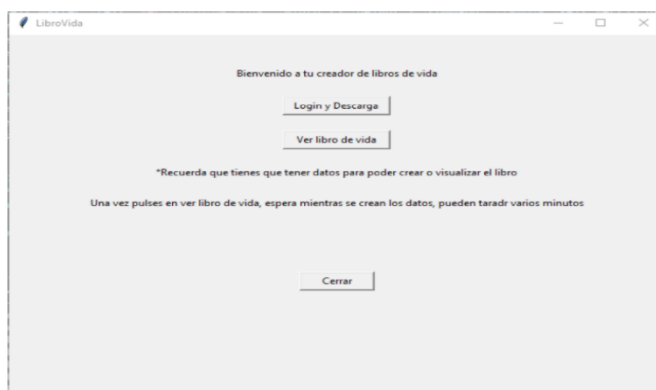 LibroVida
Bienvenido a tu creador de libros de vida
Login y Descarga
Ver libro de vida
*Recuerda que tienes que tener datos para poder crear o visualizar el libro
Una vez pulses en ver libro de vida, espera mientras se crean los datos, pueden taradr varios minutos
Cerrar